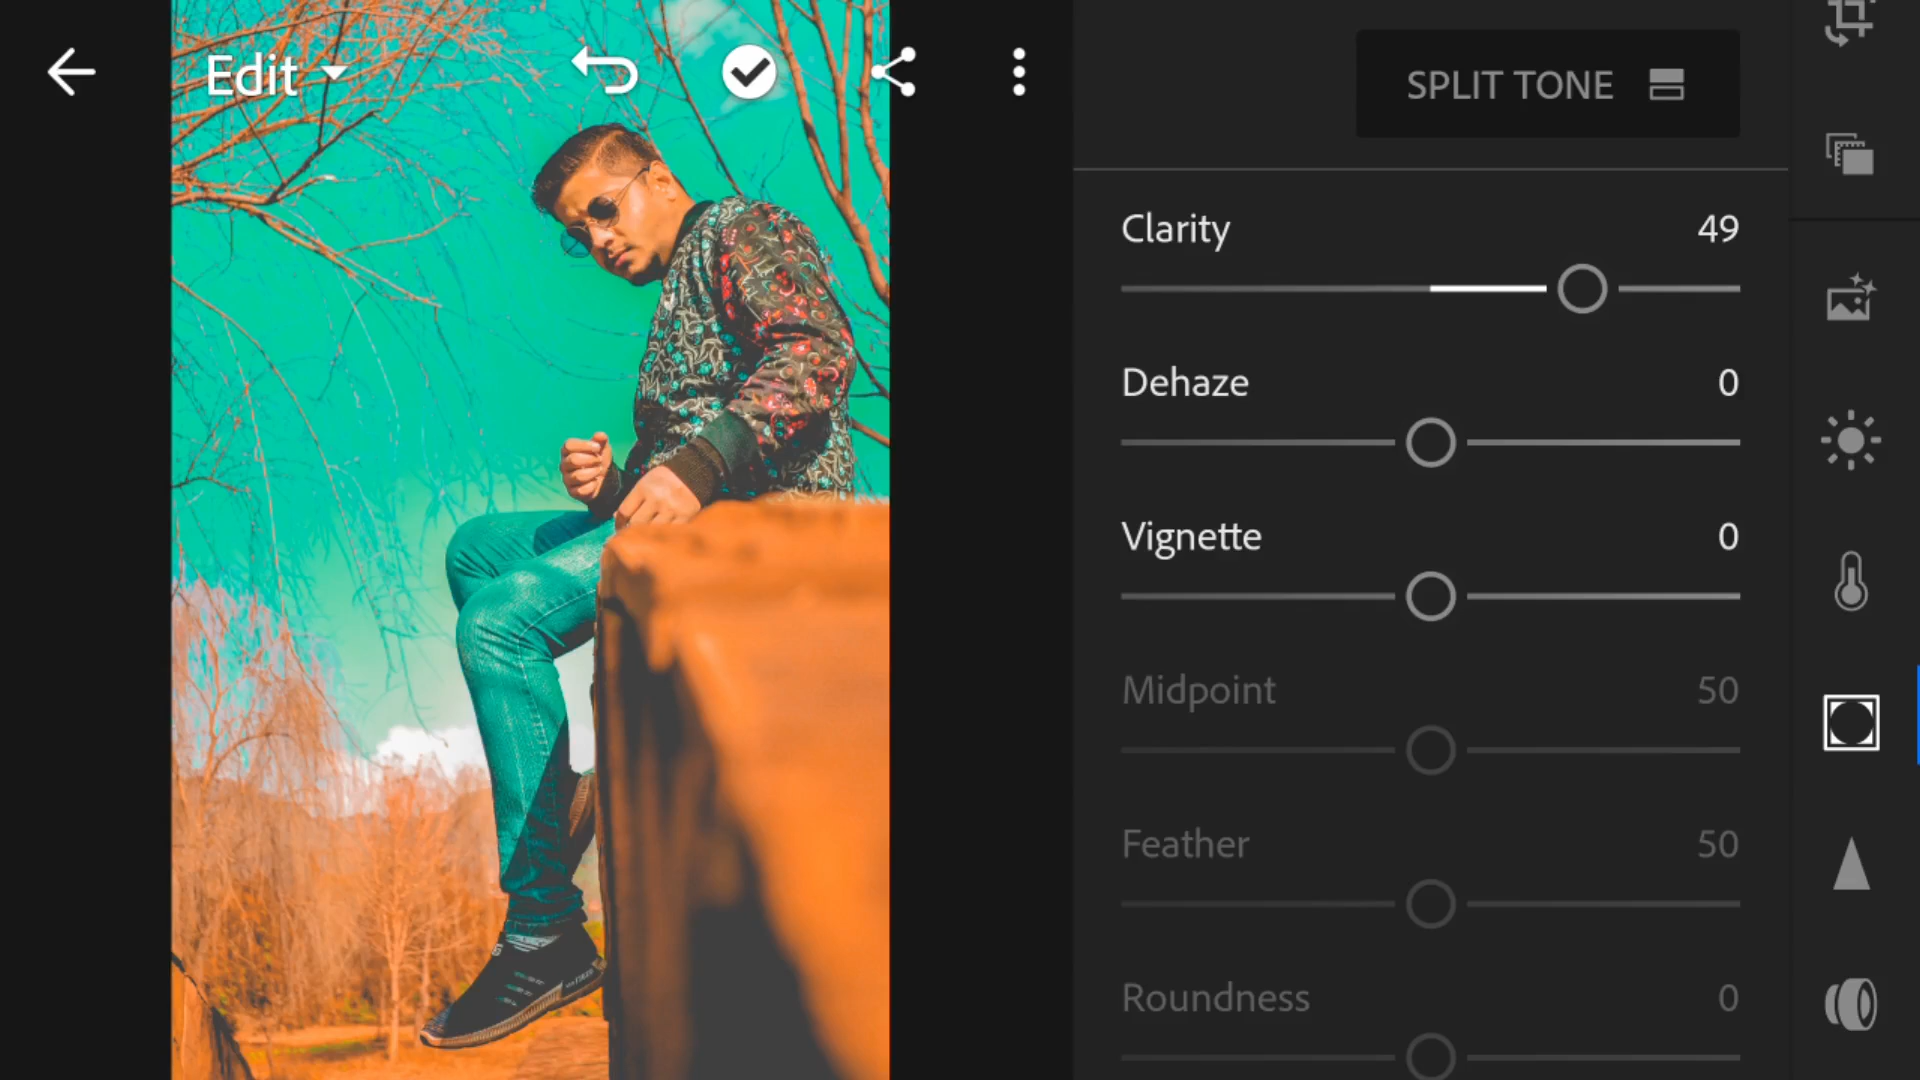 Edit
SPLIT TONE
Clarity 49
Dehaze 0
Vignette 0
Midpoint 50
Feather 50
Roundness 0